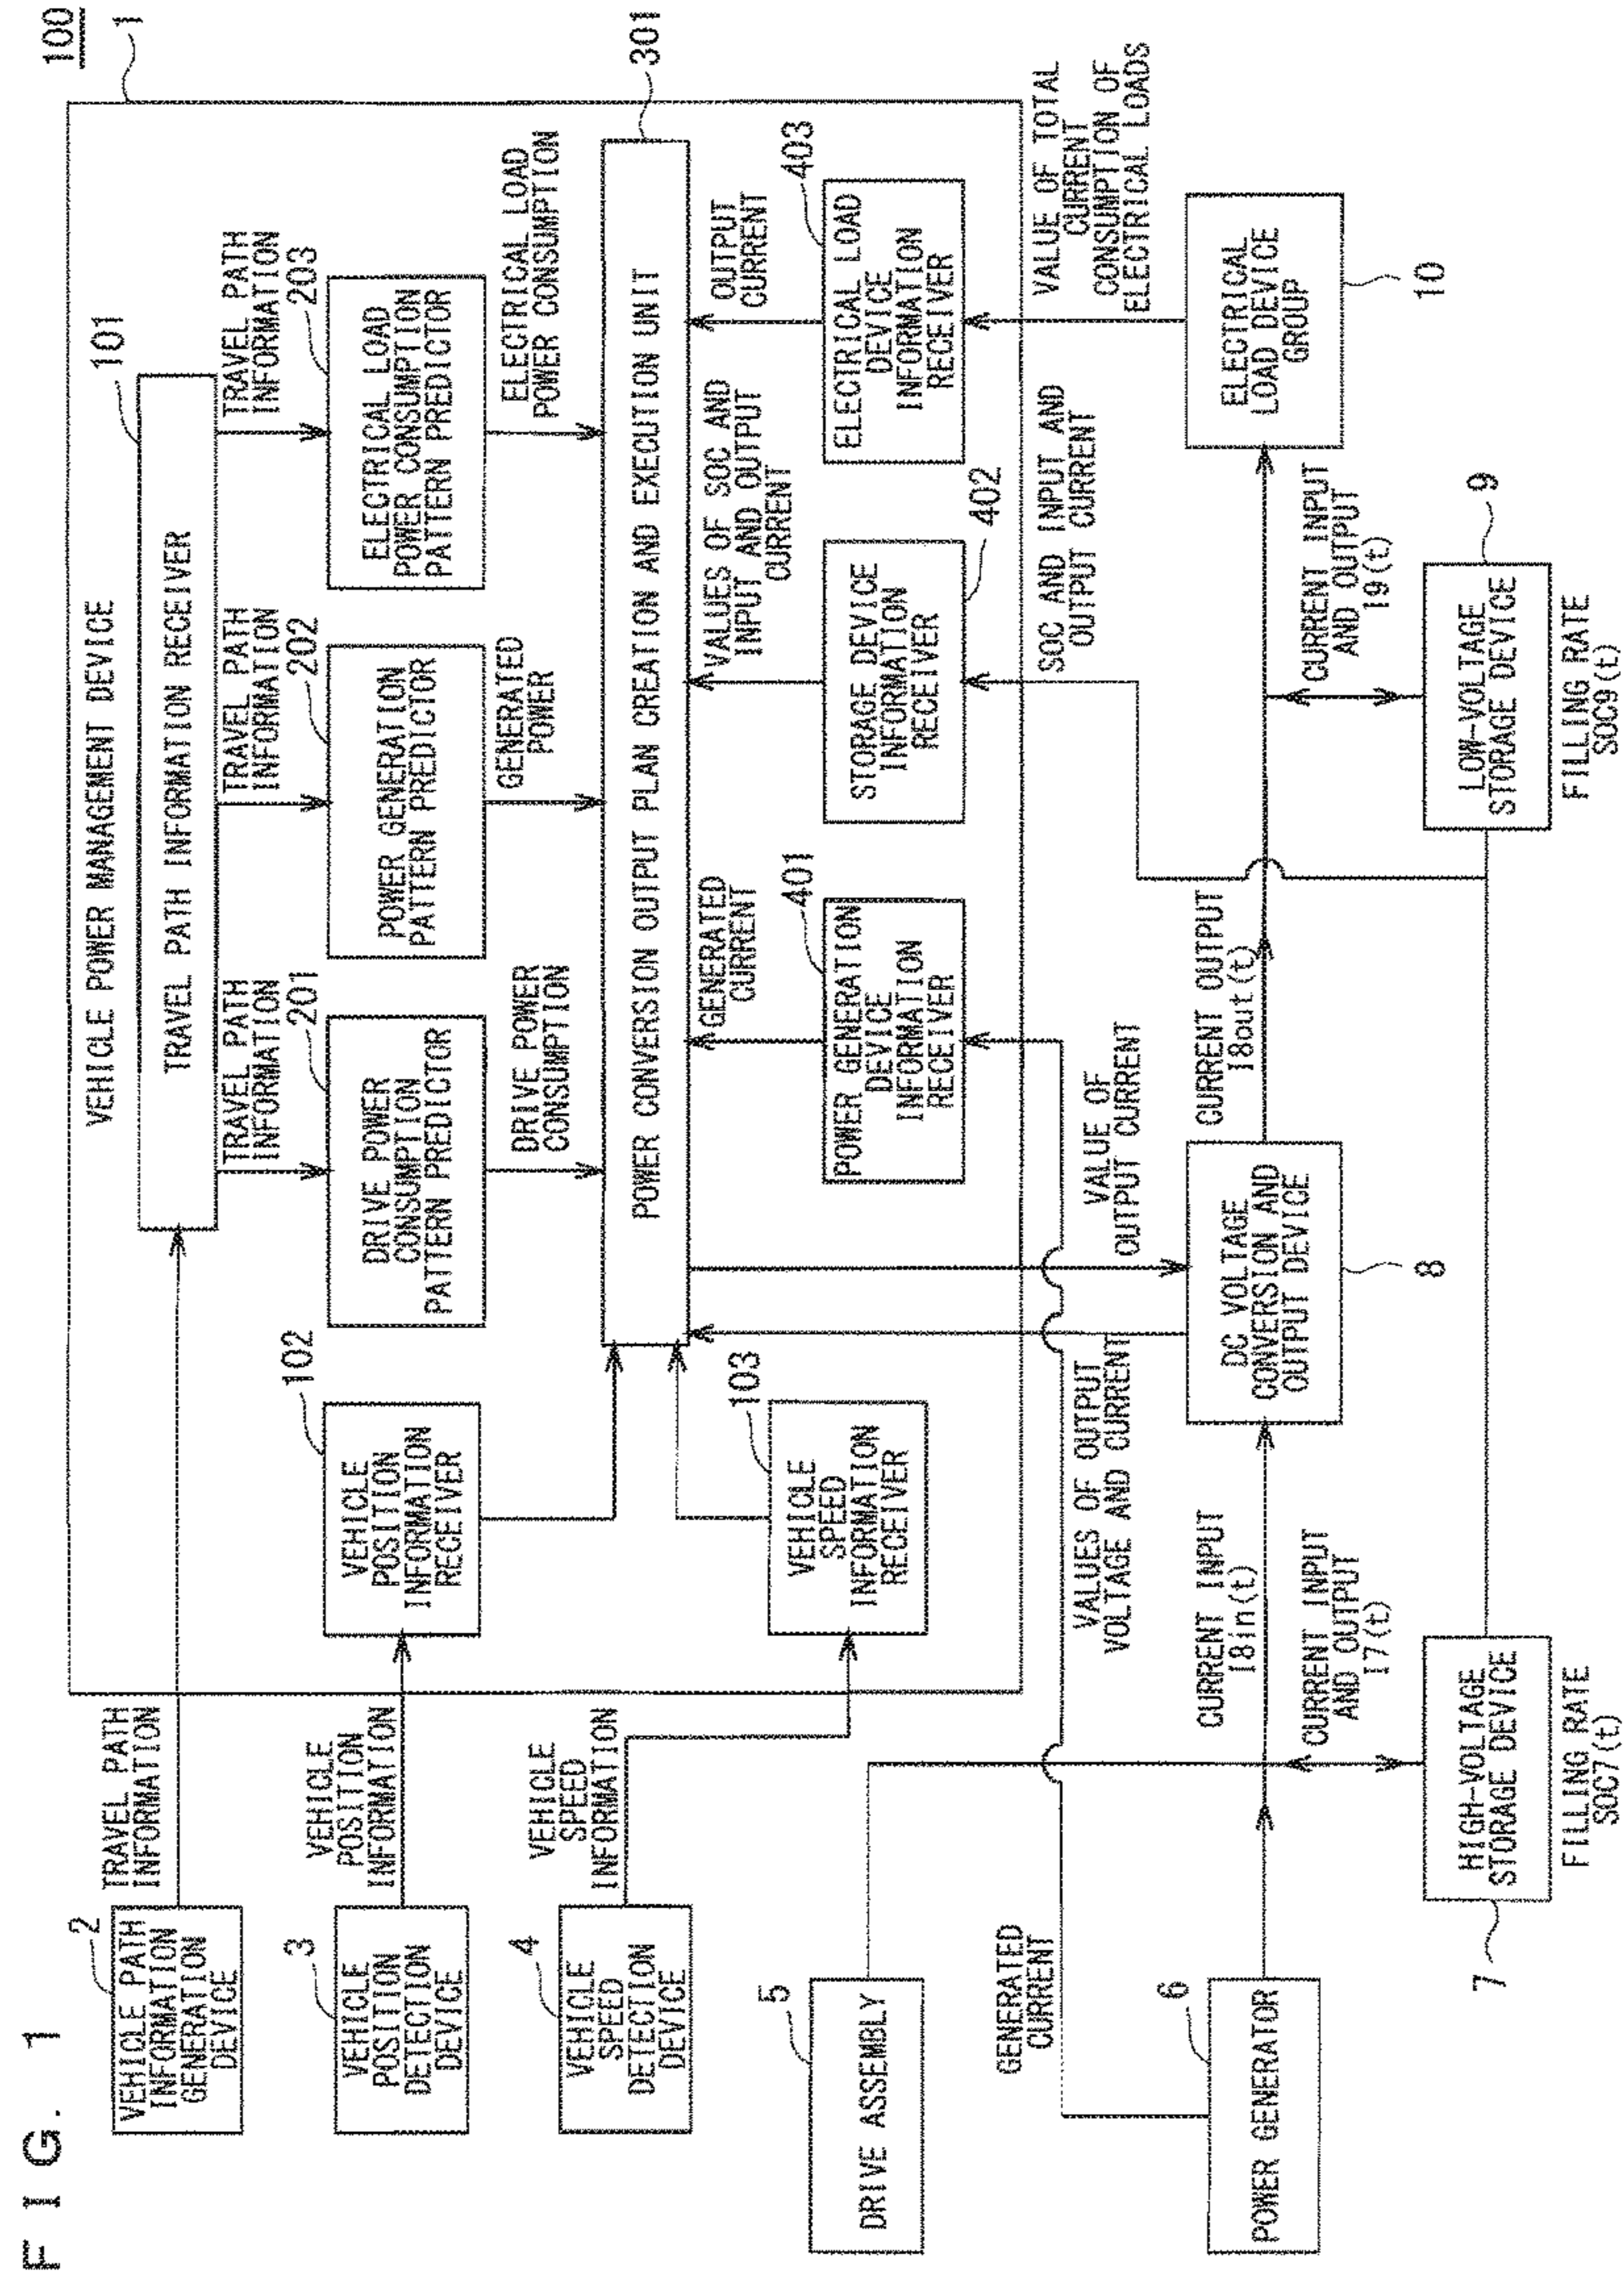 FIG. 1
100
1
VEHICLE POWER MANAGEMENT DEVICE
2
VEHICLE PATH
INFORMATION
GENERATION
DEVICE
TRAVEL PATH
INFORMATION
101
TRAVEL PATH INFORMATION RECEIVER
TRAVEL PATH
INFORMATION
201
TRAVEL PATH
INFORMATION
202
TRAVEL PATH
INFORMATION
203
3
VEHICLE
POSITION
DETECTION
DEVICE
VEHICLE
POSITION
INFORMATION
102
VEHICLE
POSITION
INFORMATION
RECEIVER
DRIVE POWER
CONSUMPTION
PATTERN PREDICTOR
POWER GENERATION
PATTERN PREDICTOR
ELECTRICAL LOAD
POWER CONSUMPTION
PATTERN PREDICTOR
DRIVE POWER
CONSUMPTION
GENERATED
POWER
ELECTRICAL LOAD
POWER CONSUMPTION
4
VEHICLE
SPEED
DETECTION
DEVICE
VEHICLE
SPEED
INFORMATION
301
POWER CONVERSION OUTPUT PLAN CREATION AND EXECUTION UNIT
103
VEHICLE
SPEED
INFORMATION
RECEIVER
GENERATED
CURRENT
401
VALUES OF SOC AND
INPUT AND OUTPUT
CURRENT
402
OUTPUT
CURRENT
403
POWER GENERATION
DEVICE
INFORMATION
RECEIVER
STORAGE DEVICE
INFORMATION
RECEIVER
ELECTRICAL LOAD
DEVICE
INFORMATION
RECEIVER
5
DRIVE ASSEMBLY
GENERATED
CURRENT
VALUES OF OUTPUT
VOLTAGE AND CURRENT
VALUE OF
OUTPUT CURRENT
SOC AND INPUT AND
OUTPUT CURRENT
VALUE OF TOTAL
CURRENT
CONSUMPTION OF
ELECTRICAL LOADS
6
POWER GENERATOR
CURRENT INPUT
I8in(t)
DC VOLTAGE
CONVERSION AND
OUTPUT DEVICE
8
CURRENT OUTPUT
I8out(t)
ELECTRICAL
LOAD DEVICE
GROUP
10
CURRENT INPUT
AND OUTPUT
I7(t)
CURRENT INPUT
AND OUTPUT
I9(t)
7
HIGH-VOLTAGE
STORAGE DEVICE
FILLING RATE
SOC7(t)
9
LOW-VOLTAGE
STORAGE DEVICE
FILLING RATE
SOC9(t)